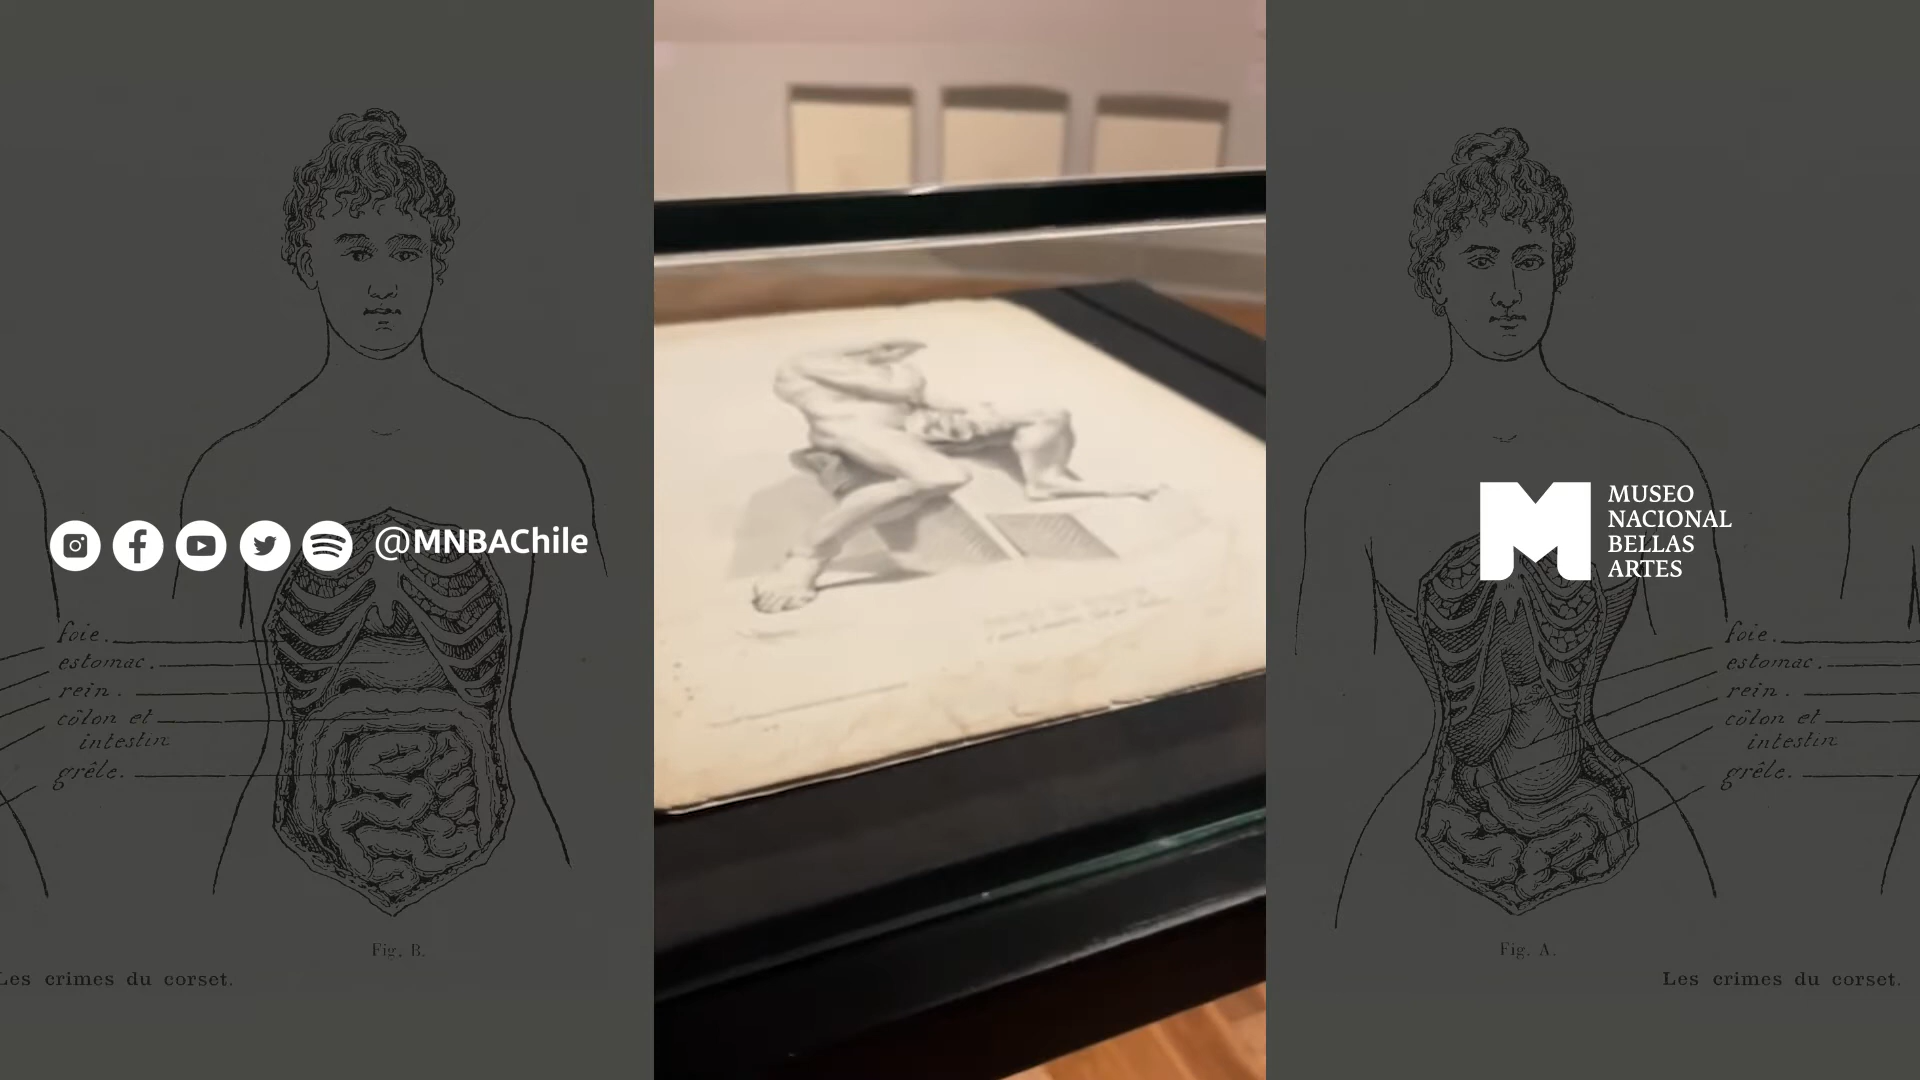 @MNBAChile
foie.
estomac.
rein.
côlon et
intestin
grêle.
Fig. B.
Les crimes du corset.
MUSEO
NACIONAL
BELLAS
ARTES
foie.
estomac.
rein.
côlon et
intestin
grêle.
Fig. A.
Les crimes du corset.